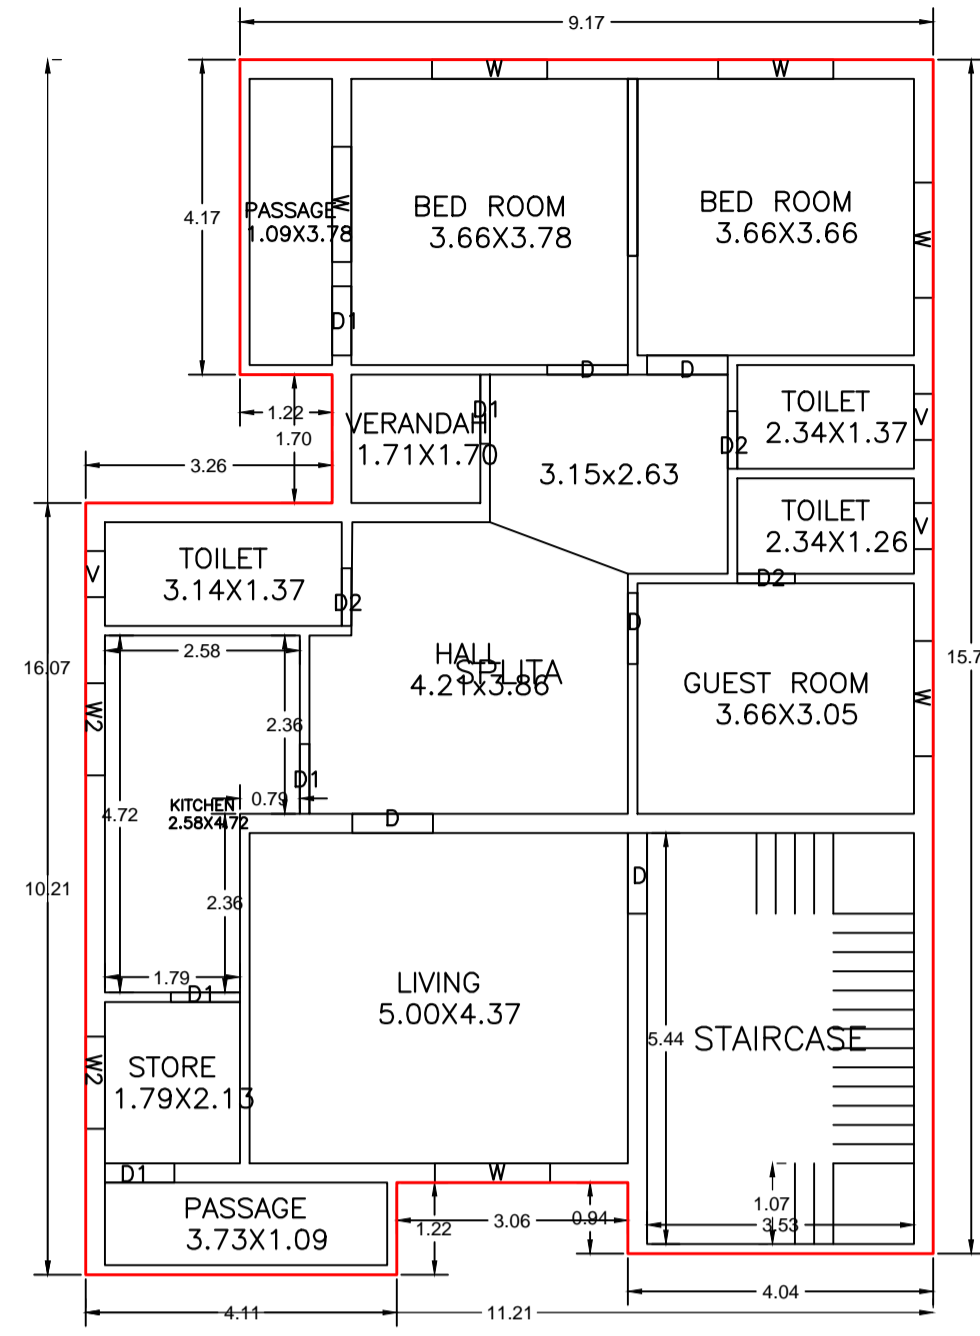 9.17
W
W
4.17
PASSAGE
1.09X3.78
W
BED ROOM
3.66X3.78
BED ROOM
3.66X3.66
W
D1
D
D
1.22
1.70
VERANDAH
1.71X1.70
D1
3.15x2.63
TOILET
2.34X1.37
V
D2
3.26
TOILET
2.34X1.26
V
D2
TOILET
3.14X1.37
V
D2
D
16.07
2.58
HALL
4.21X3.86
SPLITA
15.7
GUEST ROOM
3.66X3.05
W
W2
2.36
D1
0.79
KITCHEN
2.58X4.72
4.72
D
10.21
2.36
D
LIVING
5.00X4.37
1.79
D1
5.44
STAIRCASE
STORE
1.79X2.13
W2
D1
W
PASSAGE
3.73X1.09
1.22
3.06
0.94
1.07
3.53
4.04
4.11
11.21